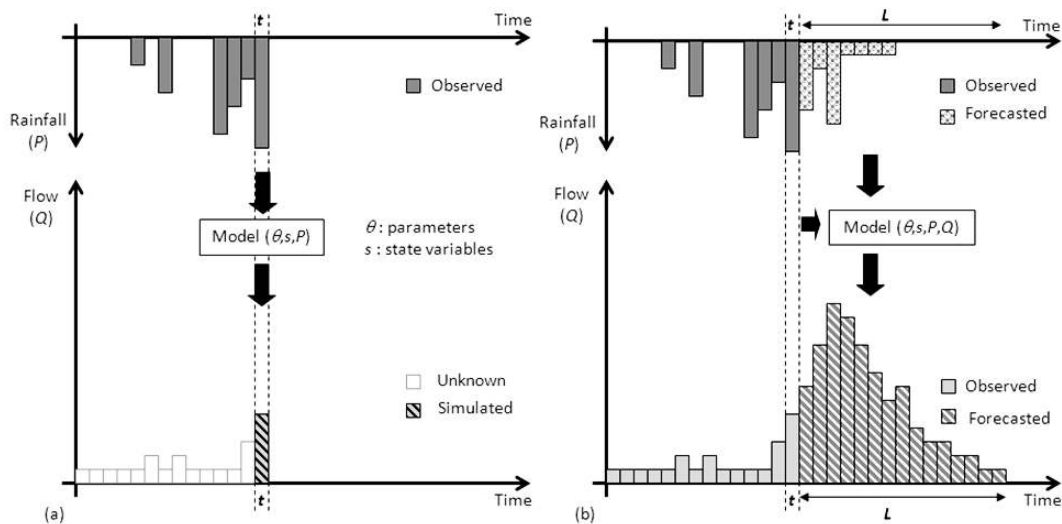 t
Time
Observed
Rainfall
(P)
Flow
(Q)
Model (θ,s,P)
θ : parameters
s : state variables
Unknown
Simulated
Time
t
(a)
t
L
Time
Observed
Forecasted
Rainfall
(P)
Flow
(Q)
Model (θ,s,P,Q)
Observed
Forecasted
Time
t
L
(b)